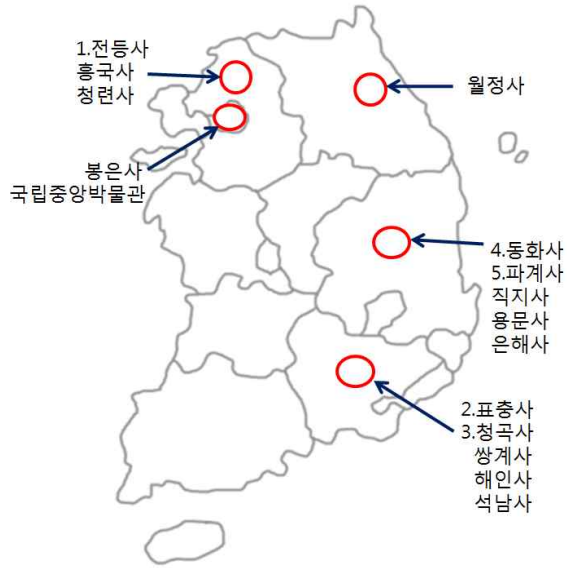 1.전등사
흥국사
청련사
월정사
봉은사
국립중앙박물관
4.동화사
5.파계사
직지사
용문사
은해사
2.표충사
3.청곡사
쌍계사
해인사
석남사